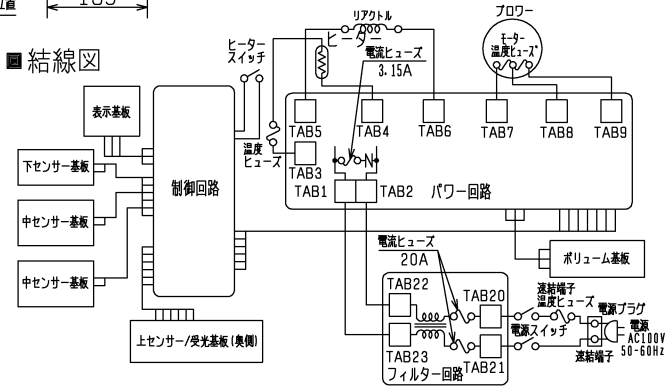 置
165
■ 結線図
リアクトル
ブロワー
ヒーター
スイッチ
ヒーター
電流ヒューズ
3.15A
モーター
温度ヒューズ
表示基板
TAB5
TAB4
TAB6
TAB7
TAB8
TAB9
温度
ヒューズ
TAB3
下センサー基板
制御回路
TAB1
TAB2
パワー回路
N
中センサー基板
電流ヒューズ
20A
ボリューム基板
中センサー基板
TAB22
TAB20
速結端子
温度ヒューズ
電源プラグ
電源スイッチ
電源
AC100V
50-60Hz
上センサー/受光基板(奥側)
TAB23
TAB21
速結端子
フィルター回路